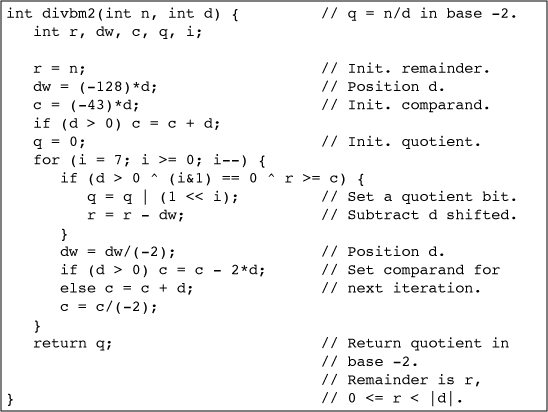 int divbm2(int n, int d) {          // q = n/d in base -2.
   int r, dw, c, q, i;

   r = n;                           // Init. remainder.
   dw = (-128)*d;                   // Position d.
   c = (-43)*d;                     // Init. comparand.
   if (d > 0) c = c + d;
   q = 0;                           // Init. quotient.
   for (i = 7; i >= 0; i--) {
      if (d > 0 ^ (i&1) == 0 ^ r >= c) {
         q = q | (1 << i);          // Set a quotient bit.
         r = r - dw;                // Subtract d shifted.
      }
      dw = dw/(-2);                 // Position d.
      if (d > 0) c = c - 2*d;       // Set comparand for
      else c = c + d;               // next iteration.
      c = c/(-2);
   }
   return q;                        // Return quotient in
                                    // base -2.
                                    // Remainder is r,
}                                   // 0 <= r < |d|.